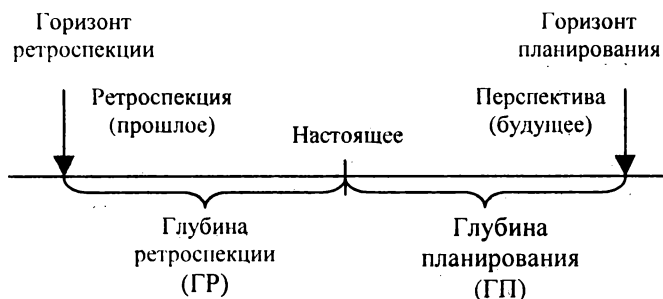 Горизонт
ретроспекции
Горизонт
планирования
Ретроспекция
(прошлое)
Перспектива
(будущее)
Настоящее
Глубина
ретроспекции
(ГР)
Глубина
планирования
(ГП)